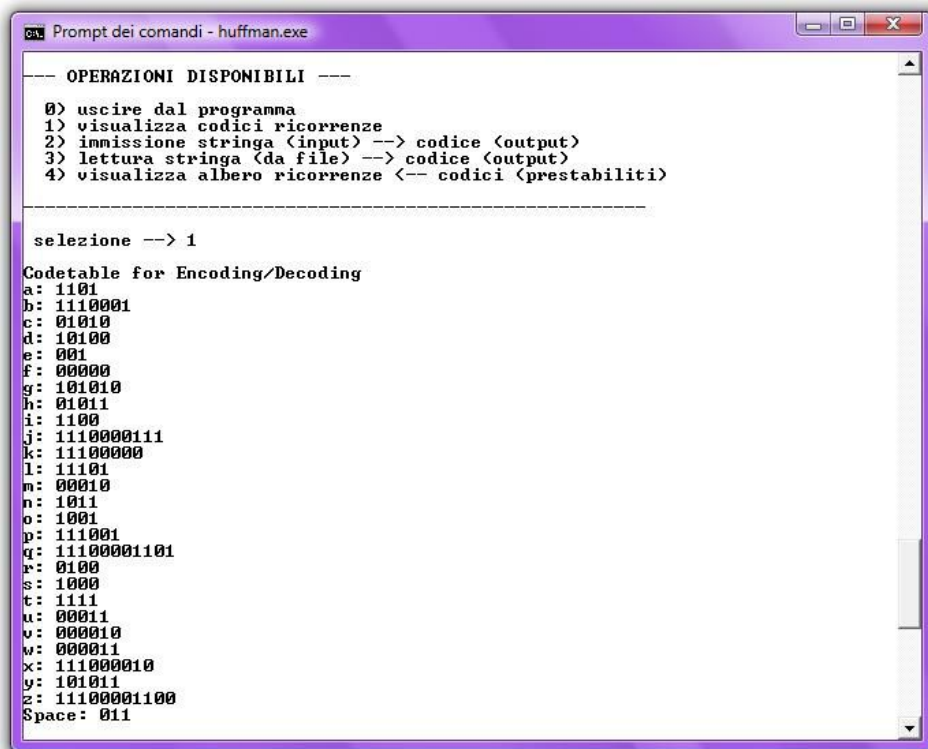 Prompt dei comandi - huffman.exe
--- OPERAZIONI DISPONIBILI ---
0) uscire dal programma
1) visualizza codici ricorrenze
2) immissione stringa (input) --> codice (output)
3) lettura stringa (da file) --> codice (output)
4) visualizza albero ricorrenze <-- codici (prestabiliti)
selezione --> 1
Codetable for Encoding/Decoding
a: 1101
b: 1110001
c: 01010
d: 10100
e: 001
f: 00000
g: 101010
h: 01011
i: 1100
j: 1110000111
k: 11100000
l: 11101
m: 00010
n: 1011
o: 1001
p: 111001
q: 11100001101
r: 0100
s: 1000
t: 1111
u: 00011
v: 000010
w: 000011
x: 111000010
y: 101011
z: 11100001100
Space: 011